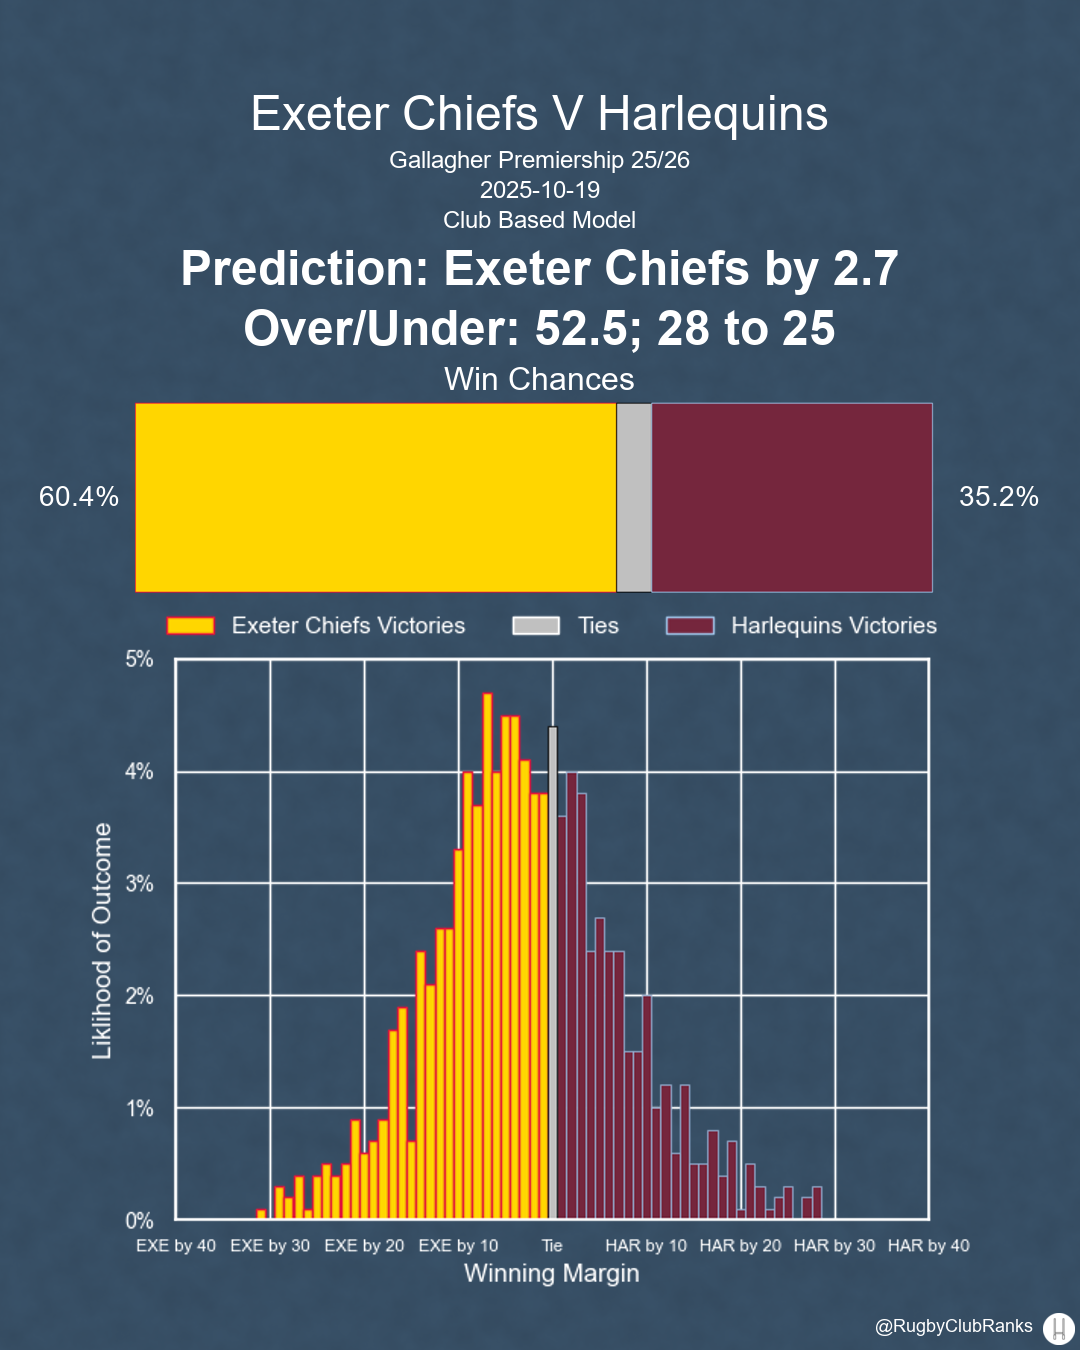 Exeter Chiefs V Harlequins
Gallagher Premiership 25/26
2025-10-19
Club Based Model
Prediction: Exeter Chiefs by 2.7
Over/Under: 52.5; 28 to 25
Win Chances
60.4%
35.2%
Exeter Chiefs Victories
Ties
Harlequins Victories
5%
4%
3%
2%
1%
0%
Liklihood of Outcome
EXE by 40
EXE by 30
EXE by 20
EXE by 10
Tie
HAR by 10
HAR by 20
HAR by 30
HAR by 40
Winning Margin
@RugbyClubRanks